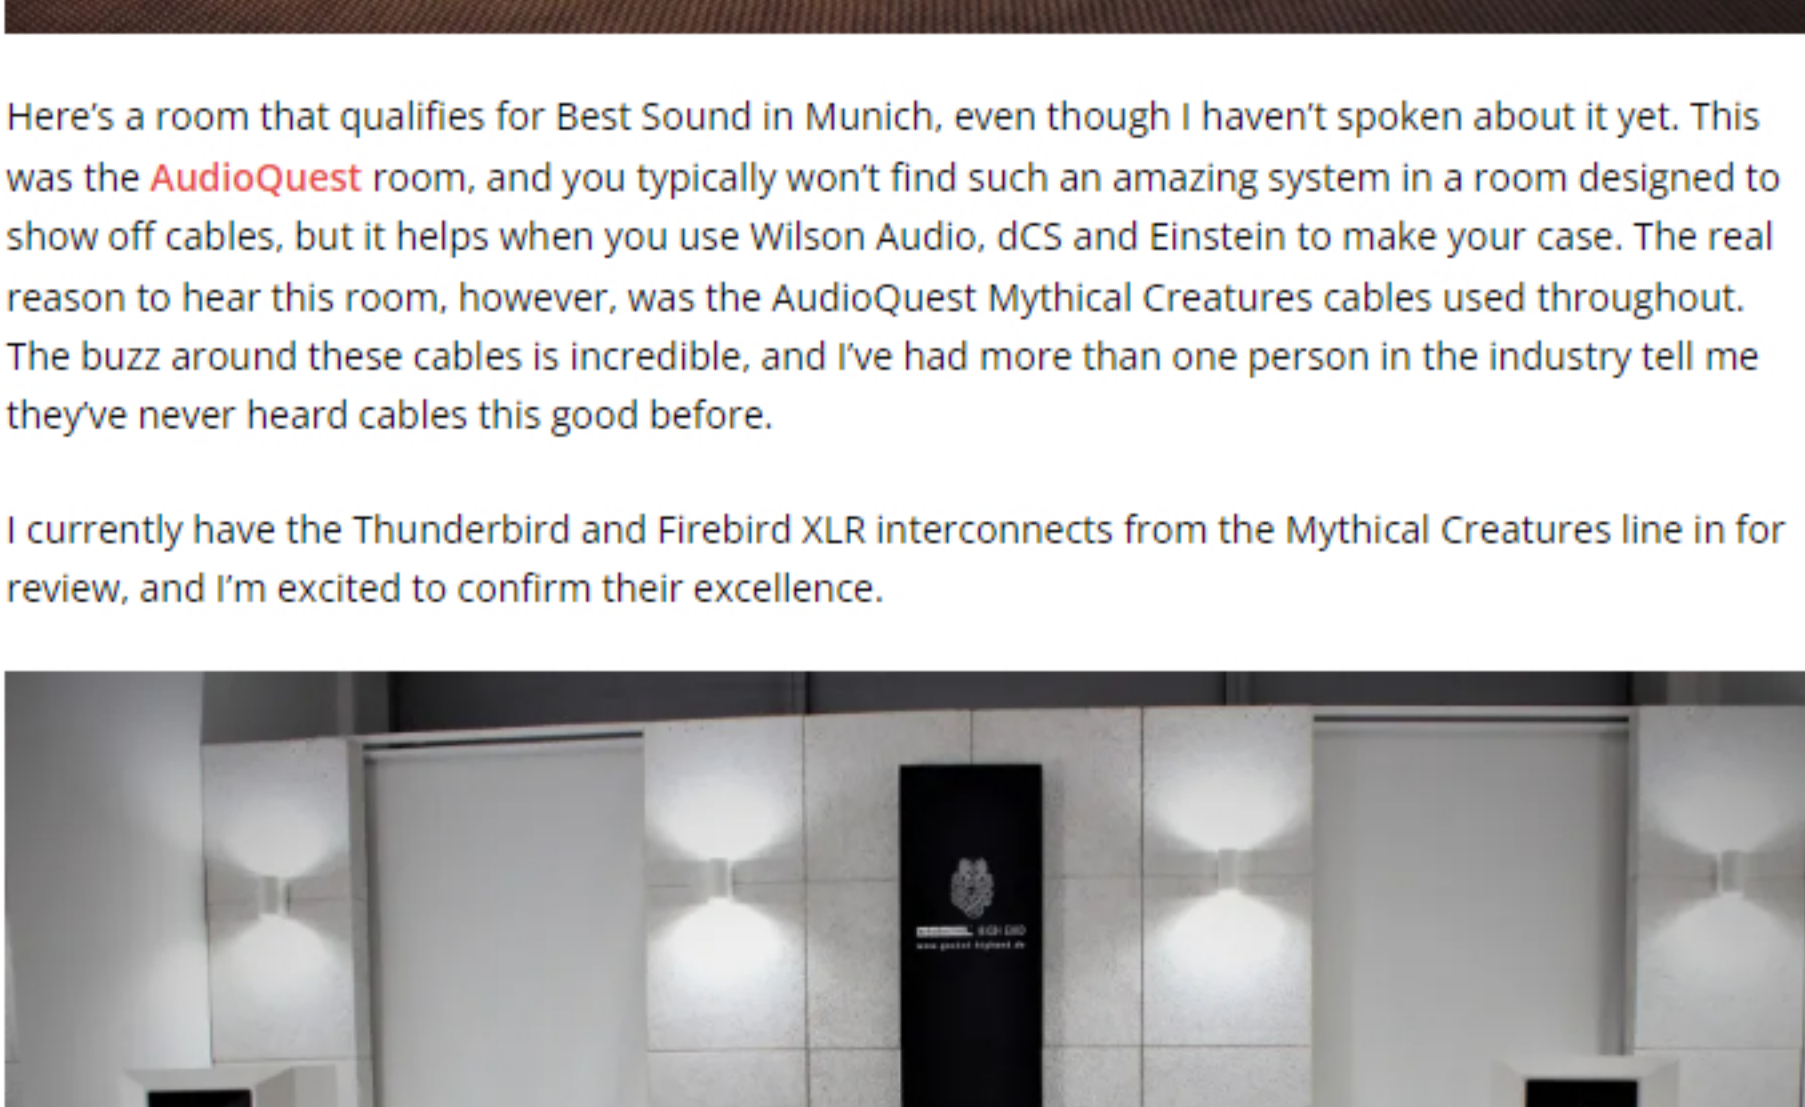 Here’s a room that qualifies for Best Sound in Munich, even though I haven’t spoken about it yet. This
was the AudioQuest room, and you typically won’t find such an amazing system in a room designed to
show off cables, but it helps when you use Wilson Audio, dCS and Einstein to make your case. The real
reason to hear this room, however, was the AudioQuest Mythical Creatures cables used throughout.
The buzz around these cables is incredible, and I’ve had more than one person in the industry tell me
they’ve never heard cables this good before.
I currently have the Thunderbird and Firebird XLR interconnects from the Mythical Creatures line in for
review, and I’m excited to confirm their excellence.
HIGH END